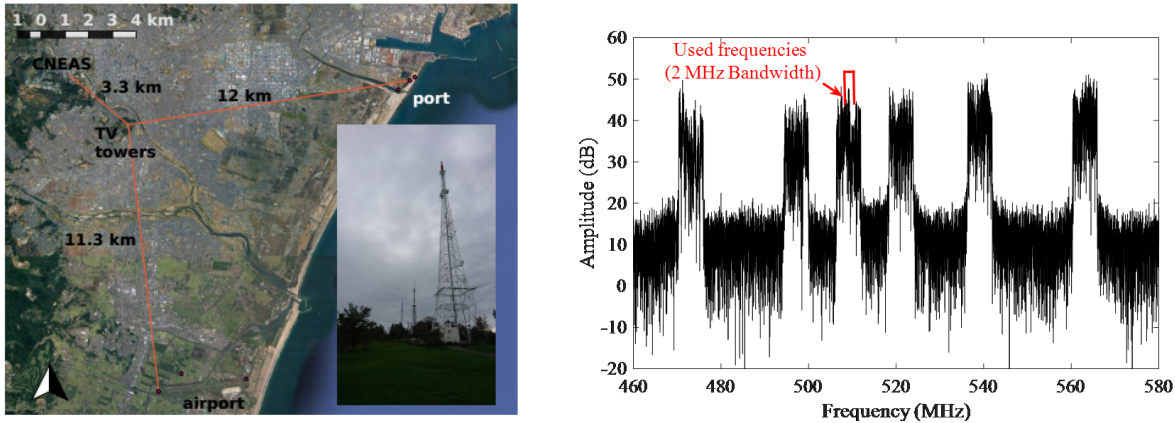 1 0 1 2 3 4 km
CNEAS
3.3 km
12 km
port
TV
towers
11.3 km
airport
Used frequencies
(2 MHz Bandwidth)
Amplitude (dB)
60
50
40
30
20
10
0
-10
-20
460 480 500 520 540 560 580
Frequency (MHz)